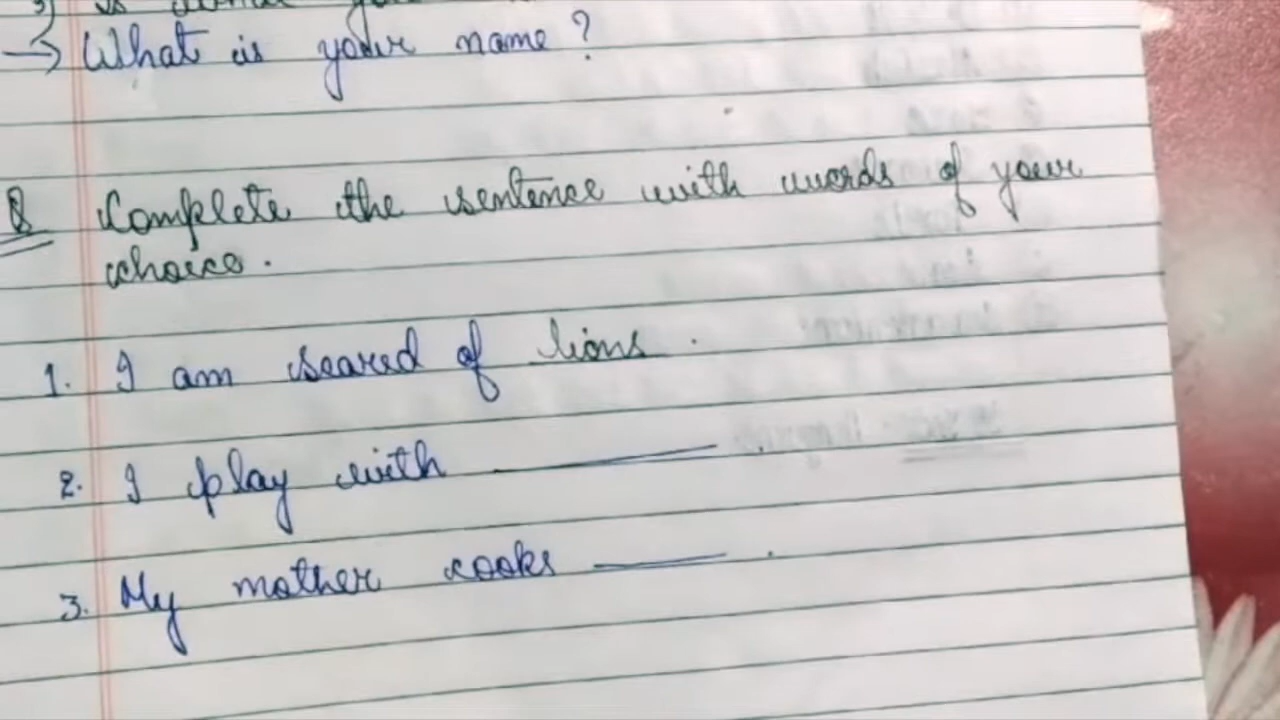 → What is your name?
Q Complete the sentence with words of your
choice.
1. I am scared of lions.
2. I play with ______.
3. My mother cooks ______.